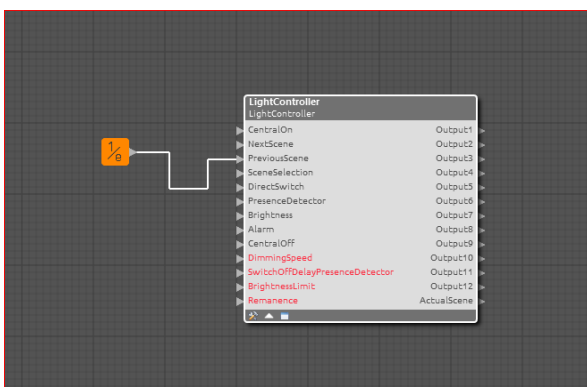 LightController
LightController
CentralOn Output1
NextScene Output2
PreviousScene Output3
SceneSelection Output4
DirectSwitch Output5
PresenceDetector Output6
Brightness Output7
Alarm Output8
CentralOff Output9
DimmingSpeed Output10
SwitchOffDelayPresenceDetector Output11
BrightnessLimit Output12
Remanence ActualScene
1/e